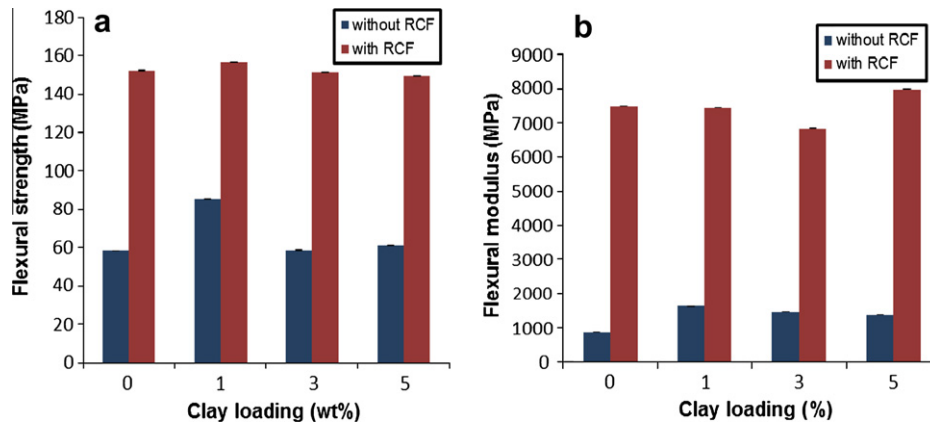 a
without RCF
with RCF
Flexural strength (MPa)
180
160
140
120
100
80
60
40
20
0
0 1 3 5
Clay loading (wt%)
b
without RCF
with RCF
Flexural modulus (MPa)
9000
8000
7000
6000
5000
4000
3000
2000
1000
0
0 1 3 5
Clay loading (%)